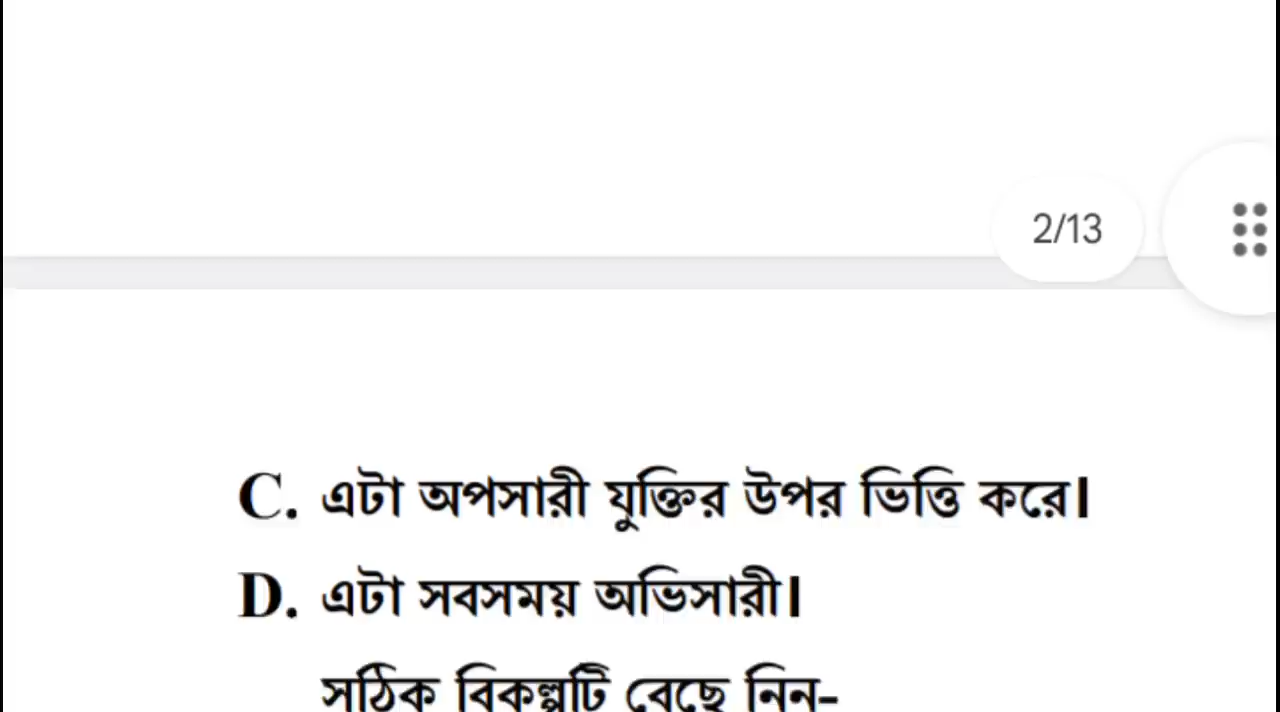 2/13
C. এটা অপসারী যুক্তির উপর ভিত্তি করে।
D. এটা সবসময় অভিসারী।
সঠিক বিকল্পটি বেছে নিন-